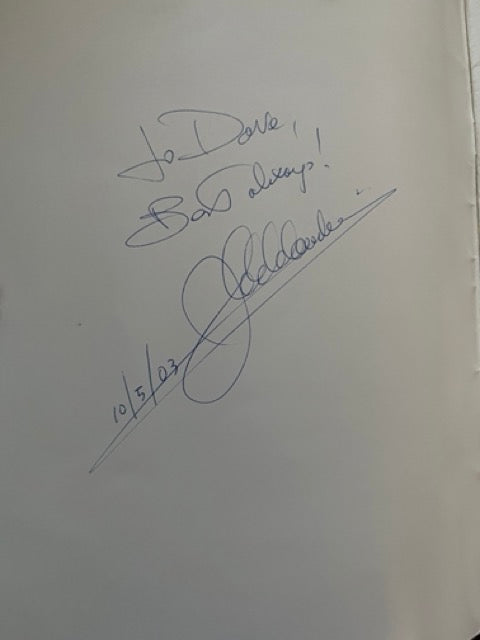 To Dave,
Best always!
10/5/03